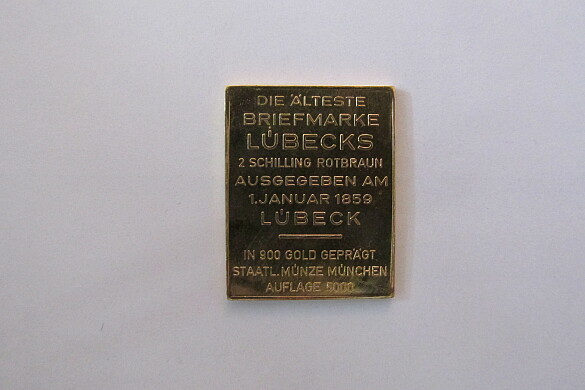 DIE ÄLTESTE
BRIEFMARKE
LÜBECKS
2 SCHILLING ROTBRAUN
AUSGEGEBEN AM
1. JANUAR 1859
LÜBECK
IN 900 GOLD GEPRÄGT
STAATL. MÜNZE MÜNCHEN
AUFLAGE 5000